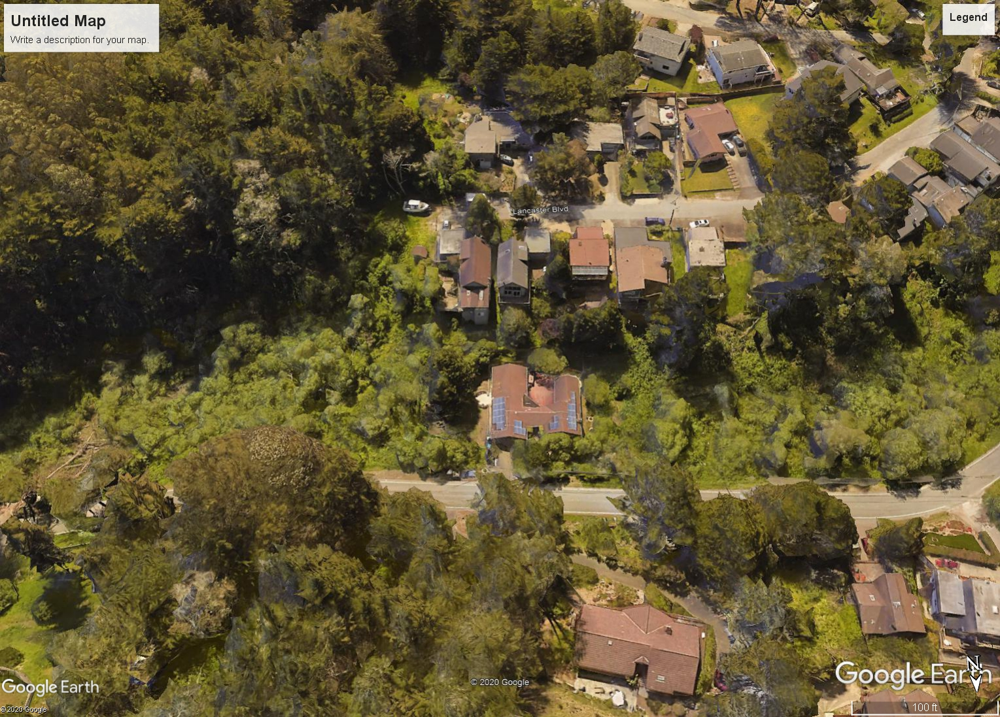 Untitled Map
Write a description for your map.
Legend
Lancaster Blvd
N
Google Earth
© 2020 Google
Google Earth
© 2020 Google
100 ft